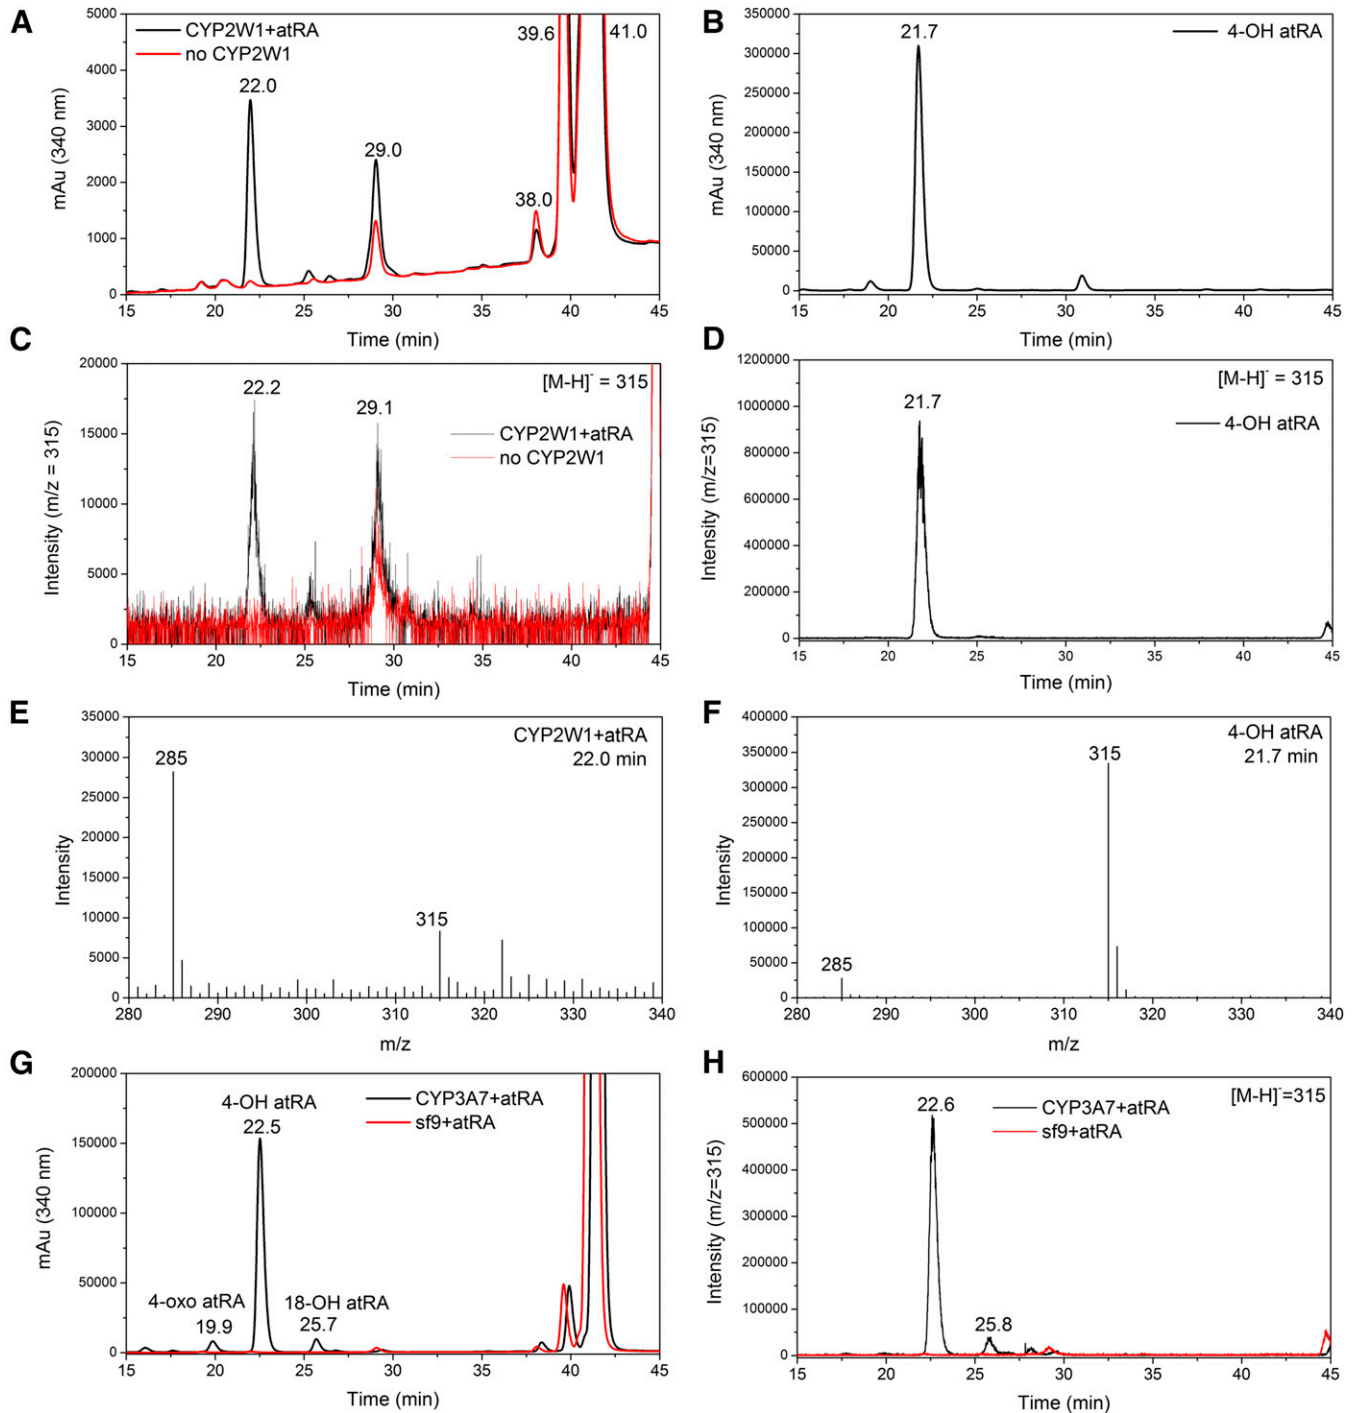 A
CYP2W1+atRA
no CYP2W1
22.0
29.0
38.0
39.6
41.0
5000
4000
3000
2000
1000
0
mAu (340 nm)
15 20 25 30 35 40 45
Time (min)
B
21.7
4-OH atRA
350000
300000
250000
200000
150000
100000
50000
0
mAu (340 nm)
15 20 25 30 35 40 45
Time (min)
C
[M-H]⁻ = 315
22.2
29.1
CYP2W1+atRA
no CYP2W1
20000
15000
10000
5000
0
Intensity (m/z = 315)
15 20 25 30 35 40 45
Time (min)
D
[M-H]⁻ = 315
21.7
4-OH atRA
1200000
1000000
800000
600000
400000
200000
0
Intensity (m/z=315)
15 20 25 30 35 40 45
Time (min)
E
CYP2W1+atRA
22.0 min
285
315
35000
30000
25000
20000
15000
10000
5000
0
Intensity
280 290 300 310 320 330 340
m/z
F
4-OH atRA
21.7 min
315
285
400000
350000
300000
250000
200000
150000
100000
50000
0
Intensity
280 290 300 310 320 330 340
m/z
G
CYP3A7+atRA
sf9+atRA
4-OH atRA
22.5
4-oxo atRA
19.9
18-OH atRA
25.7
200000
150000
100000
50000
0
mAu (340 nm)
15 20 25 30 35 40 45
Time (min)
H
[M-H]⁻=315
22.6
CYP3A7+atRA
sf9+atRA
25.8
600000
500000
400000
300000
200000
100000
0
Intensity (m/z=315)
15 20 25 30 35 40 45
Time (min)